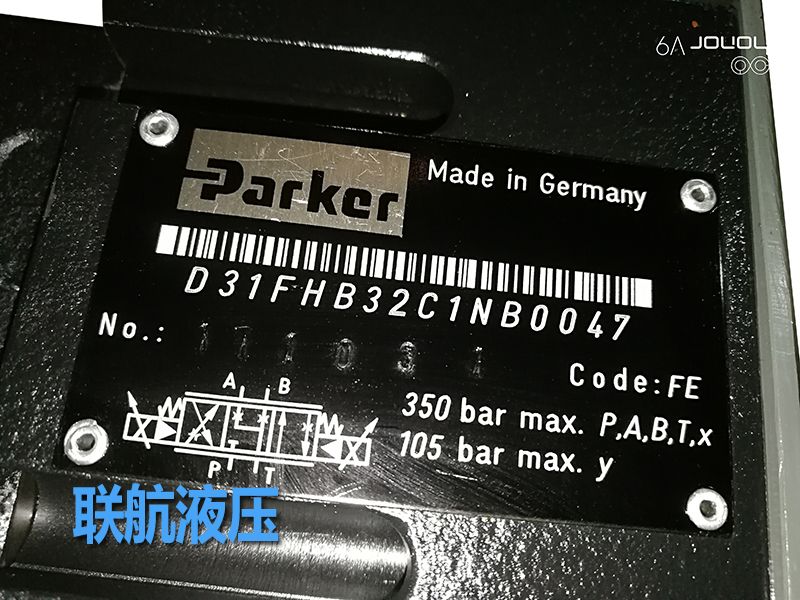 6A JOUOL
Parker
Made in Germany
D31FHB32C1NB0047
No.:
Code: FE
A B
350 bar max. P,A,B,T,x
105 bar max. y
P T
联航液压